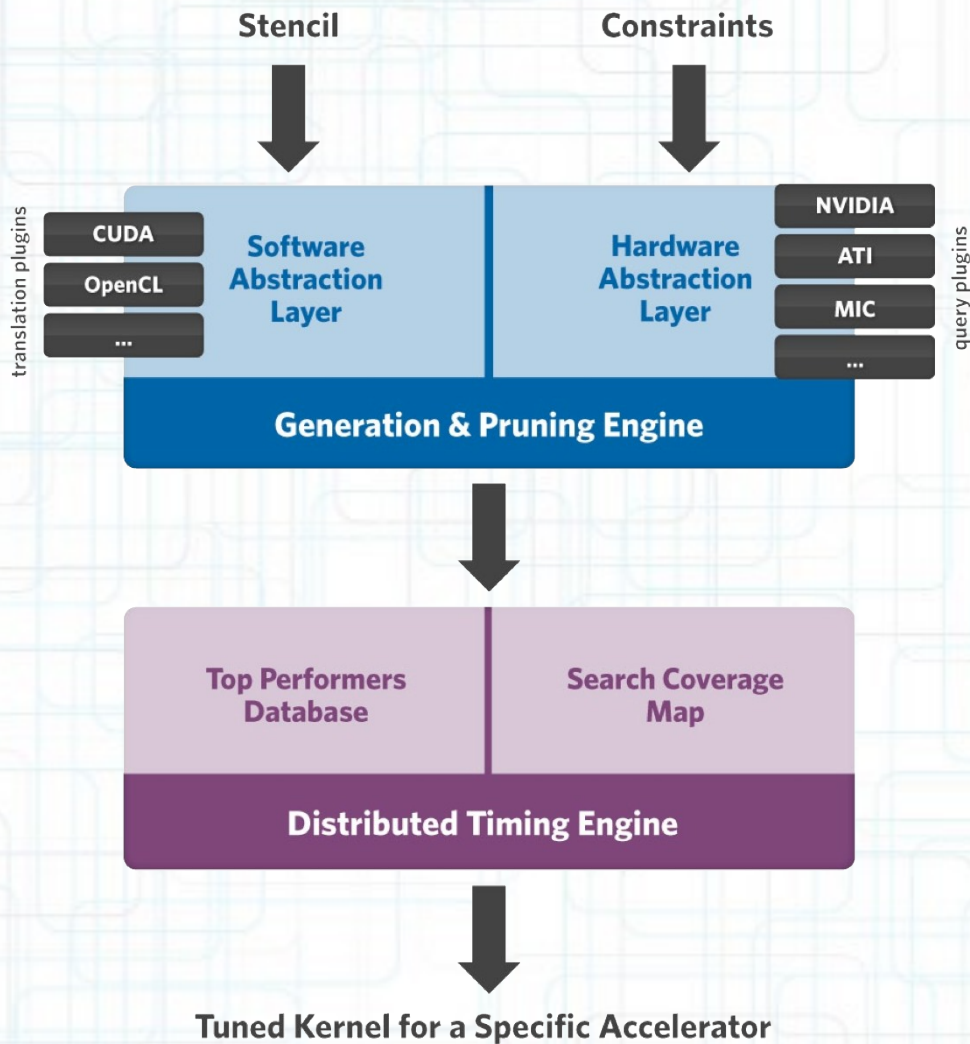 Stencil
Constraints
translation plugins
CUDA
OpenCL
...
Software
Abstraction
Layer
Hardware
Abstraction
Layer
NVIDIA
ATI
MIC
...
query plugins
Generation & Pruning Engine
Top Performers
Database
Search Coverage
Map
Distributed Timing Engine
Tuned Kernel for a Specific Accelerator